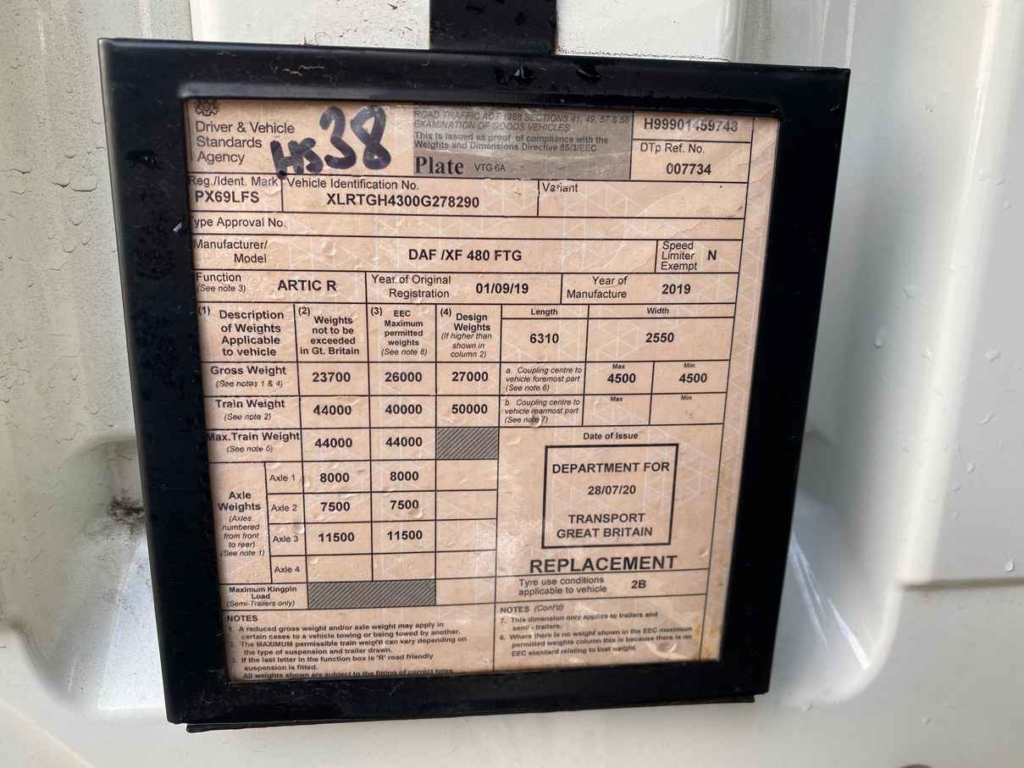 Driver & Vehicle
Standards
Agency
HS38
ROAD TRAFFIC ACT 1988 SECTIONS 41, 49, 57 & 58
EXAMINATION OF GOODS VEHICLES
This is issued as proof of compliance with the
Weights and Dimensions Directive 85/3/EEC
Plate VTG 6A
H99901459743
DTp Ref. No.
007734
Reg./Ident. Mark
PX69LFS
Vehicle Identification No.
XLRTGH4300G278290
Variant
ype Approval No.
Manufacturer/
Model
DAF /XF 480 FTG
Speed
Limiter
Exempt
N
Function
(See note 3)
ARTIC R
Year of Original
Registration
01/09/19
Year of
Manufacture
2019
(1) Description
of Weights
Applicable
to vehicle
(2) Weights
not to be
exceeded
in Gt. Britain
(3) EEC
Maximum
permitted
weights
(See note 6)
(4) Design
Weights
(If higher than
shown in
column 2)
Length
6310
Width
2550
Gross Weight
(See notes 1 & 4)
23700
26000
27000
a. Coupling centre to
vehicle foremost part
(See note 6)
Max
4500
Min
4500
Train Weight
(See note 2)
44000
40000
50000
b. Coupling centre to
vehicle rearmost part
(See note 7)
Max
Min
Max.Train Weight
(See note 5)
44000
44000
Axle
Weights
(Axles
numbered
from front
to rear)
(See note 1)
Axle 1
8000
8000
Axle 2
7500
7500
Axle 3
11500
11500
Axle 4
Maximum Kingpin
Load
(Semi-Trailers only)
Date of Issue
DEPARTMENT FOR
28/07/20
TRANSPORT
GREAT BRITAIN
REPLACEMENT
Tyre use conditions
applicable to vehicle
2B
NOTES
1. A reduced gross weight and/or axle weight may apply in
certain cases to a vehicle towing or being towed by another.
2. The MAXIMUM permissible train weight can vary depending on
the type of suspension and trailer drawn.
3. If the last letter in the function box is 'R' road friendly
suspension is fitted.
All weights shown are subject to the fitting of correct tyres.
NOTES (Cont'd)
7. This dimension only applies to trailers and
semi - trailers.
8. Where there is no weight shown in the EEC maximum
permitted weights column this is because there is no
EEC standard relating to that weight.